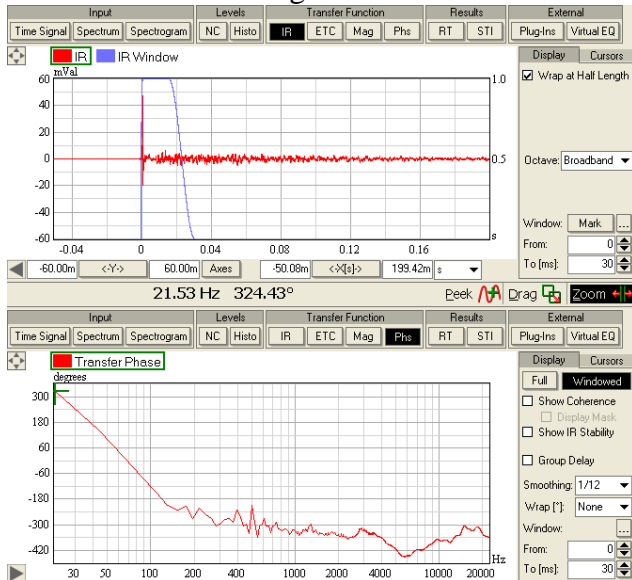 Input Levels Transfer Function Results External
Time Signal Spectrum Spectrogram NC Histo IR ETC Mag Phs RT STI Plug-Ins Virtual EQ
IR IR Window Display Cursors
mVal
60 1.0
Wrap at Half Length
40
20
0 0.5 Octave: Broadband
-20
-40
-60 s
Window: Mark ...
-0.04 0 0.04 0.08 0.12 0.16
From: 0
-60.00m <-Y-> 60.00m Axes -50.08m <-X[s]-> 199.42m s To [ms]: 30
21.53 Hz 324.43° Peek Drag Zoom
Input Levels Transfer Function Results External
Time Signal Spectrum Spectrogram NC Histo IR ETC Mag Phs RT STI Plug-Ins Virtual EQ
Transfer Phase Display Cursors
degrees
Full Windowed
300
Show Coherence
180
Display Mask
60
Show IR Stability
-60
Group Delay
-180
Smoothing: 1/12
-300
Wrap [°]: None
-420
Window: ...
Hz
From: 0
30 50 100 200 400 1000 2000 4000 10000 20000
To [ms]: 30